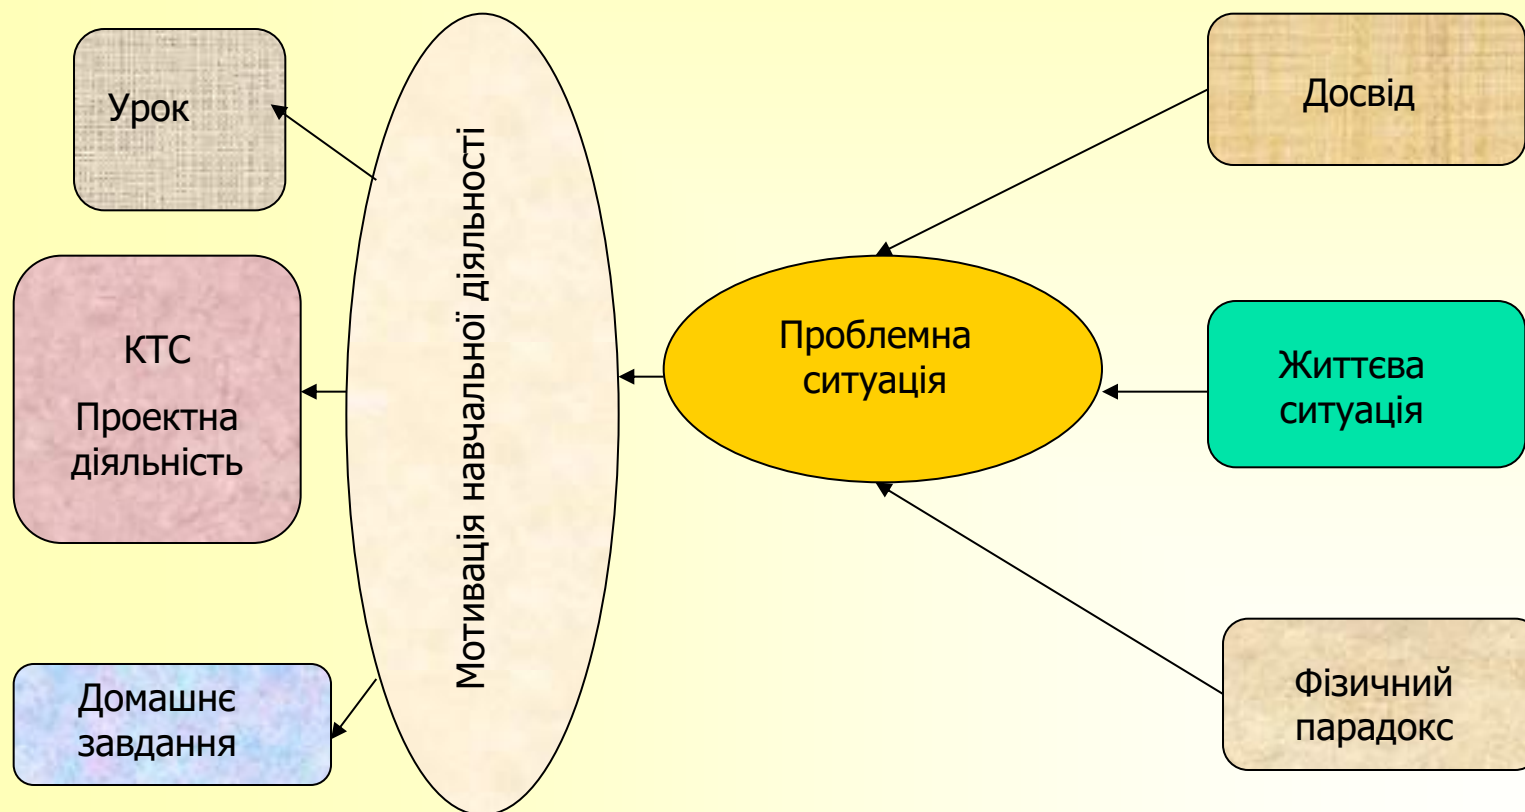 Урок
КТС
Проектна
діяльність
Домашнє
завдання
Мотивація навчальної діяльності
Проблемна
ситуація
Досвід
Життєва
ситуація
Фізичний
парадокс